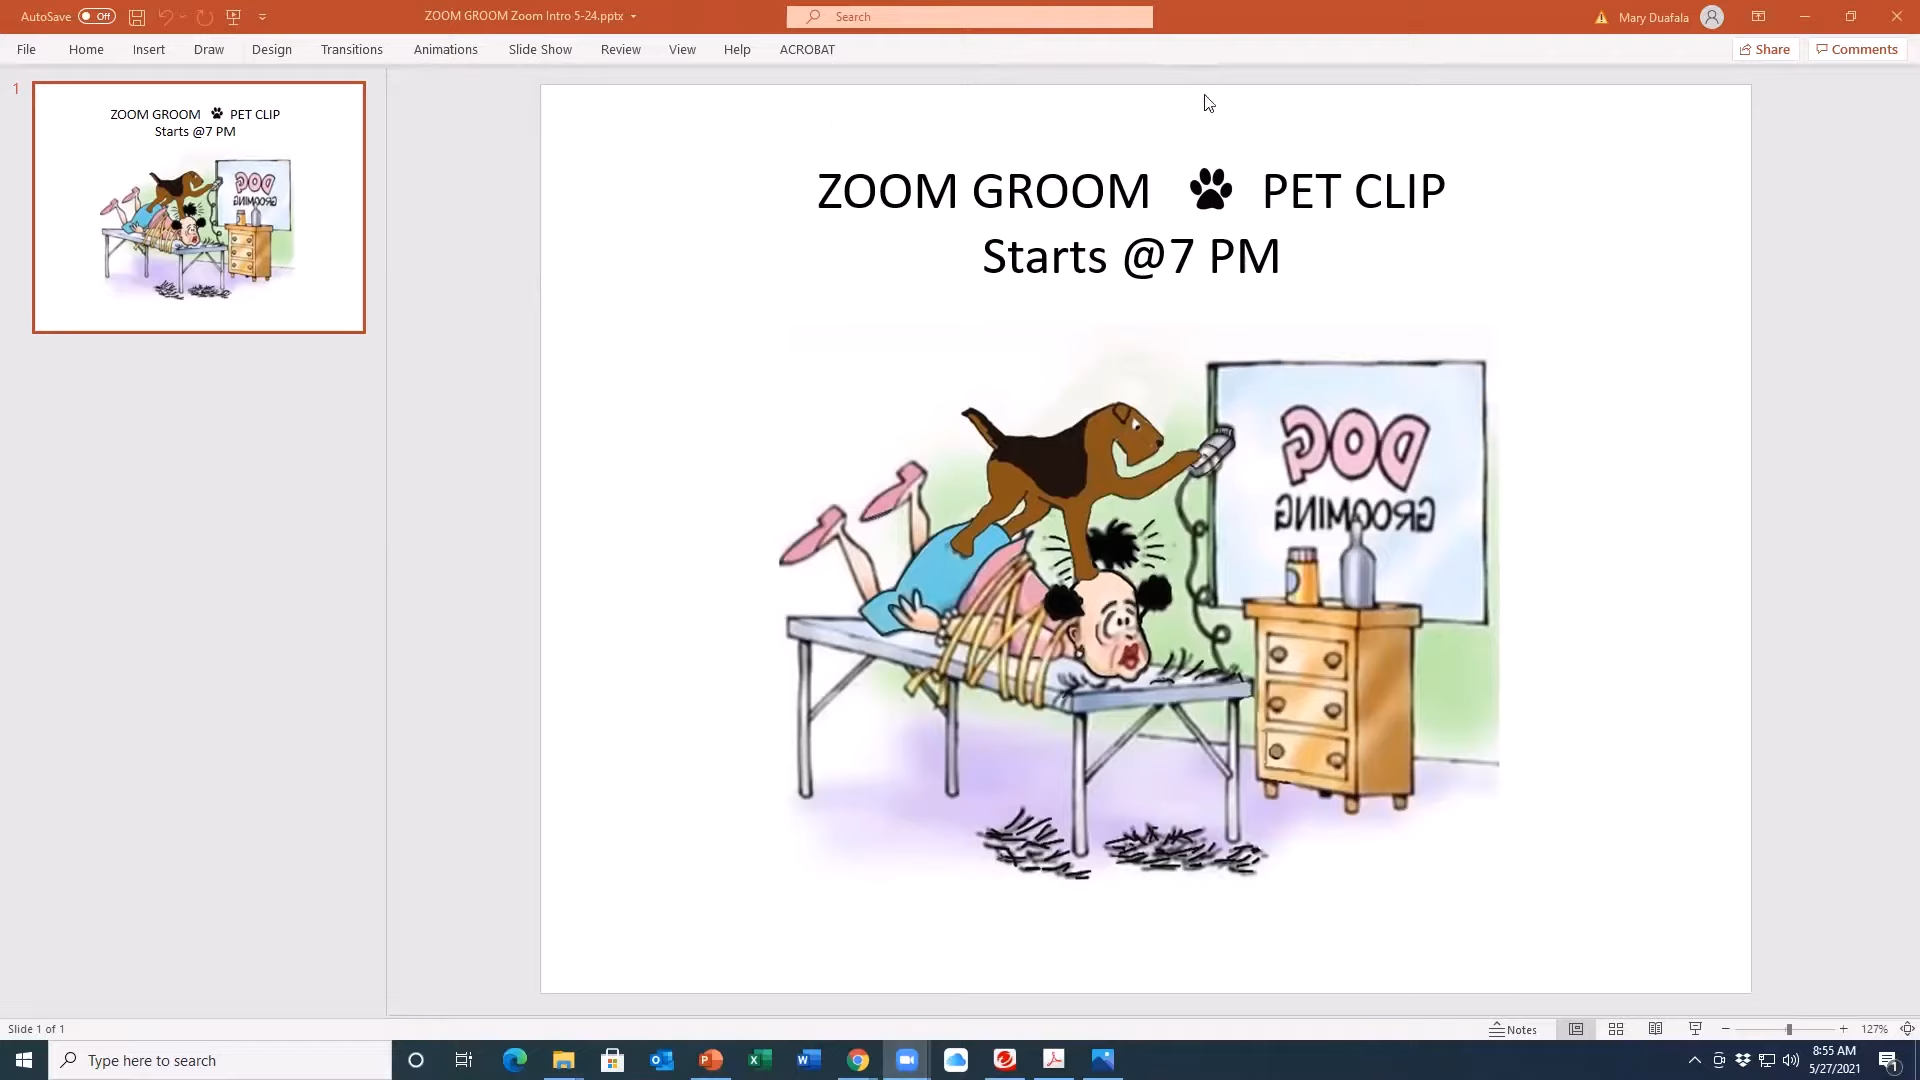 AutoSave Off
ZOOM GROOM Zoom Intro 5-24.pptx
Search
Mary Duafala
File Home Insert Draw Design Transitions Animations Slide Show Review View Help ACROBAT
Share Comments
1
ZOOM GROOM PET CLIP
Starts @7 PM
DOG
GROOMING
ZOOM GROOM PET CLIP
Starts @7 PM
DOG
GROOMING
Slide 1 of 1
Notes
127%
Type here to search
8:55 AM
5/27/2021
1